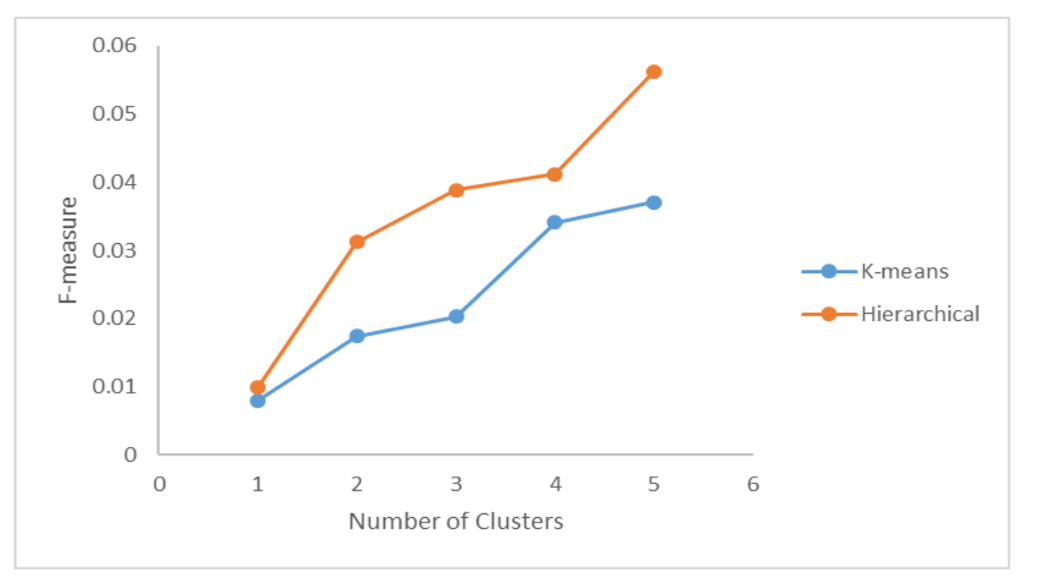 0.06
0.05
0.04
0.03
0.02
0.01
0
F-measure
0 1 2 3 4 5 6
Number of Clusters
K-means
Hierarchical